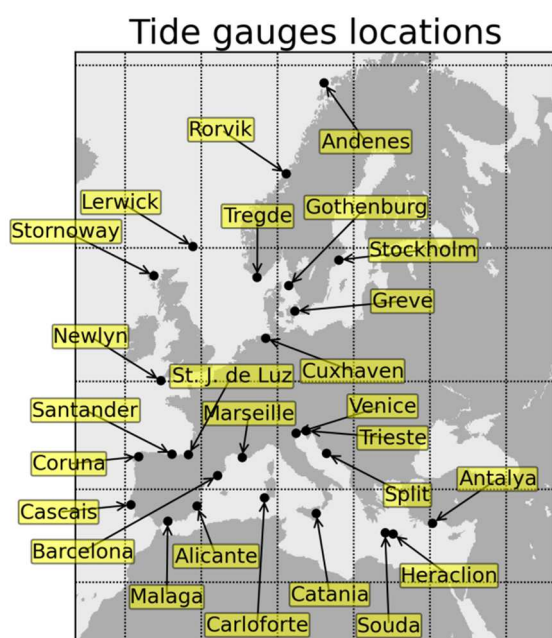 Tide gauges locations
Rorvik
Andenes
Lerwick
Tregde
Gothenburg
Stornoway
Stockholm
Greve
Newlyn
St. J. de Luz
Cuxhaven
Santander
Marseille
Venice
Trieste
Coruna
Split
Antalya
Cascais
Barcelona
Alicante
Heraclion
Malaga
Catania
Carloforte
Souda